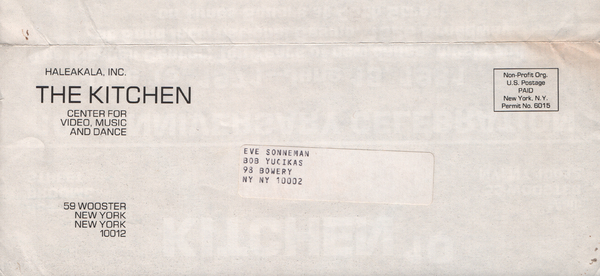 HALEAKALA, INC.
THE KITCHEN
CENTER FOR
VIDEO, MUSIC
AND DANCE
Non-Profit Org.
U.S. Postage
PAID
New York, N.Y.
Permit No. 6015
EVE SONNEMAN
BOB YUCIKAS
98 BOWERY
NY NY 10002
59 WOOSTER
NEW YORK
NEW YORK
10012
KITCHEN